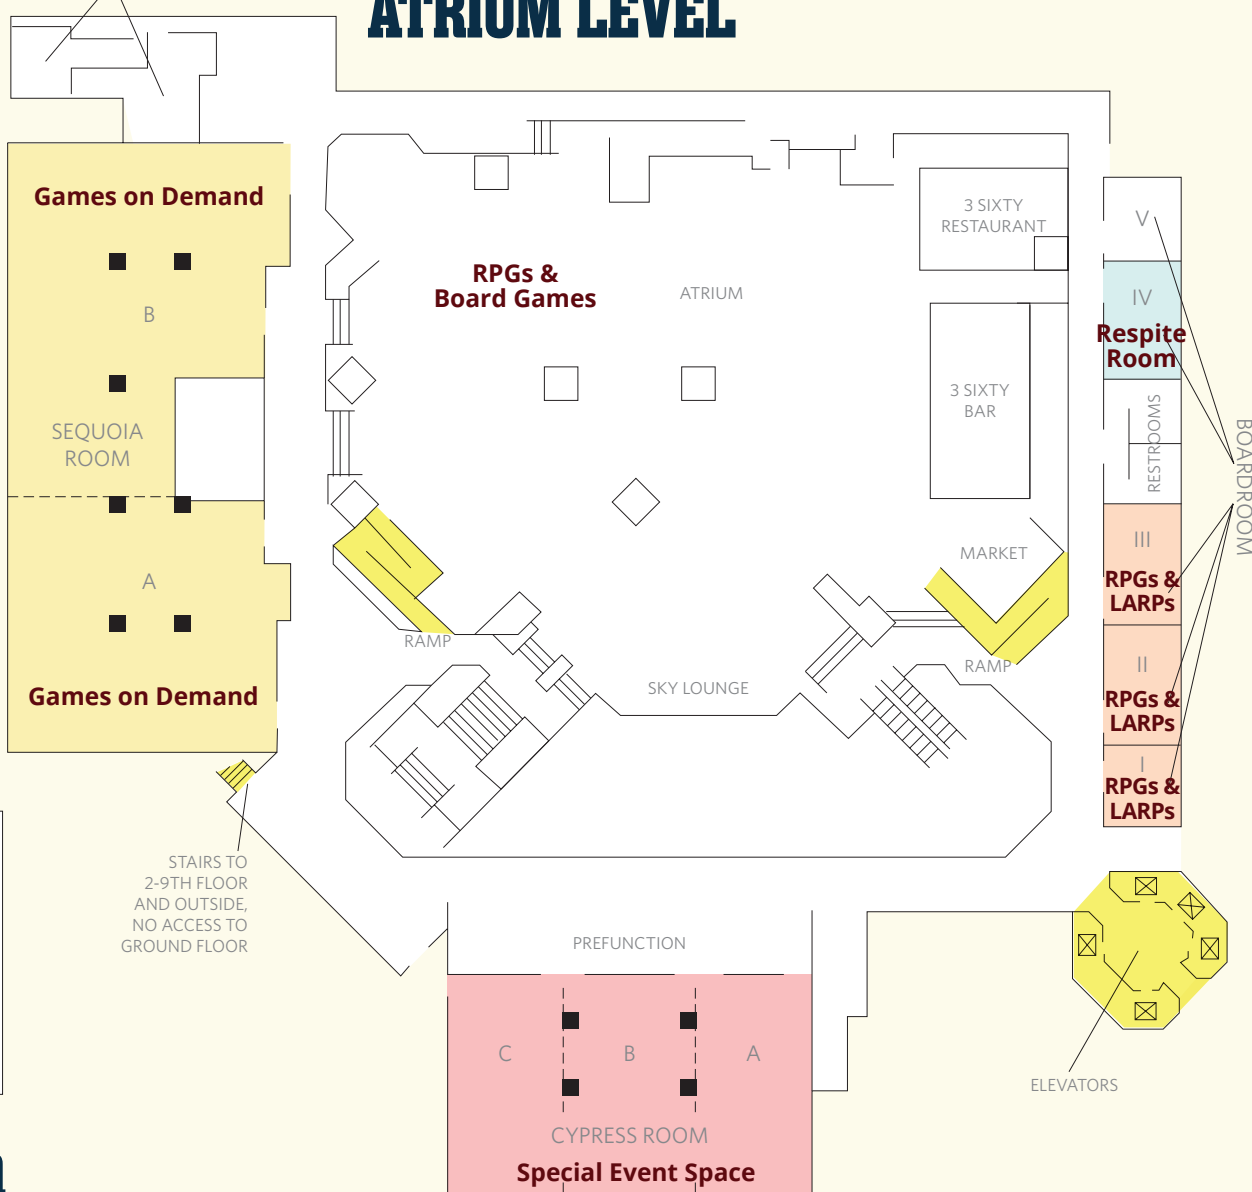 ATRIUM LEVEL
Games on Demand
B
SEQUOIA
ROOM
A
Games on Demand
RPGs &
Board Games
ATRIUM
3 SIXTY
RESTAURANT
3 SIXTY
BAR
MARKET
RAMP
RAMP
SKY LOUNGE
V
IV
Respite
Room
RESTROOMS
BOARDROOM
III
RPGs &
LARPs
II
RPGs &
LARPs
I
RPGs &
LARPs
STAIRS TO
2-9TH FLOOR
AND OUTSIDE,
NO ACCESS TO
GROUND FLOOR
PREFUNCTION
C
B
A
CYPRESS ROOM
Special Event Space
ELEVATORS